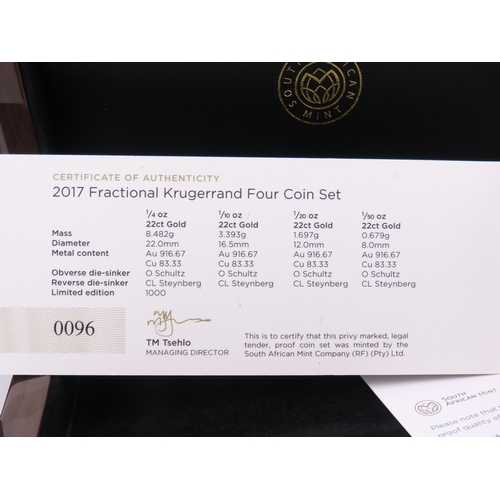 SOUTH AFRICAN MINT
CERTIFICATE OF AUTHENTICITY
2017 Fractional Krugerrand Four Coin Set
1/4 oz 1/10 oz 1/20 oz 1/50 oz
22ct Gold 22ct Gold 22ct Gold 22ct Gold
Mass 8.482g 3.393g 1.697g 0.679g
Diameter 22.0mm 16.5mm 12.0mm 8.0mm
Metal content Au 916.67 Au 916.67 Au 916.67 Au 916.67
Cu 83.33 Cu 83.33 Cu 83.33 Cu 83.33
Obverse die-sinker O Schultz O Schultz O Schultz O Schultz
Reverse die-sinker CL Steynberg CL Steynberg CL Steynberg CL Steynberg
Limited edition 1000
0096
TM Tsehlo
MANAGING DIRECTOR
This is to certify that this privy marked, legal
tender, proof coin set was minted by the
South African Mint Company (RF) (Pty) Ltd.
SOUTH
AFRICAN MINT
Please note that
proof quality of